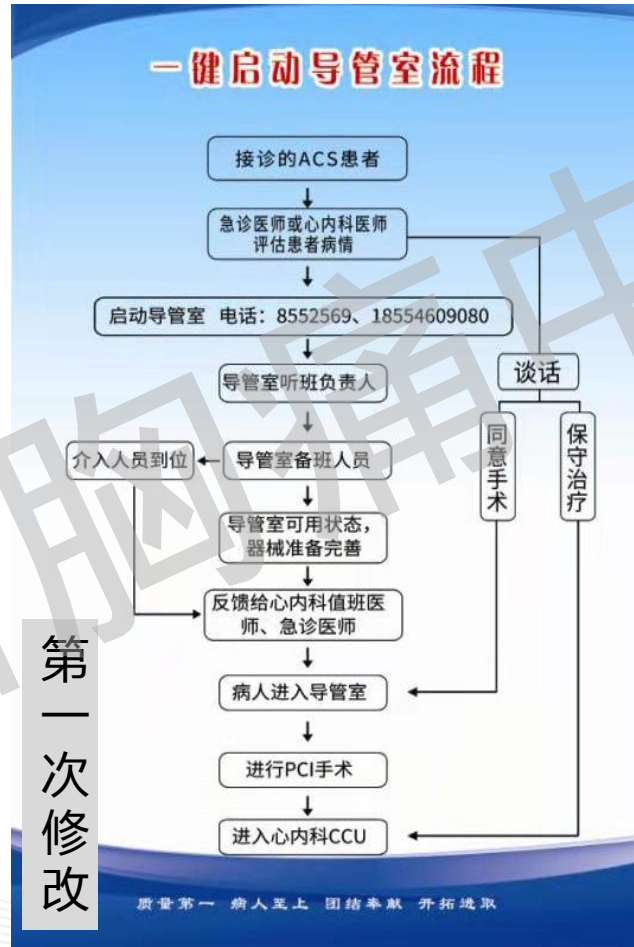 一键启动导管室流程
接诊的ACS患者
急诊医师或心内科医师
评估患者病情
启动导管室 电话：8552569、18554609080
导管室听班负责人
谈话
同意手术
保守治疗
介入人员到位
导管室备班人员
导管室可用状态，
器械准备完善
反馈给心内科值班医
师、急诊医师
病人进入导管室
进行PCI手术
进入心内科CCU
第一次修改
质量第一 病人至上 团结奉献 开拓进取
胸痛中